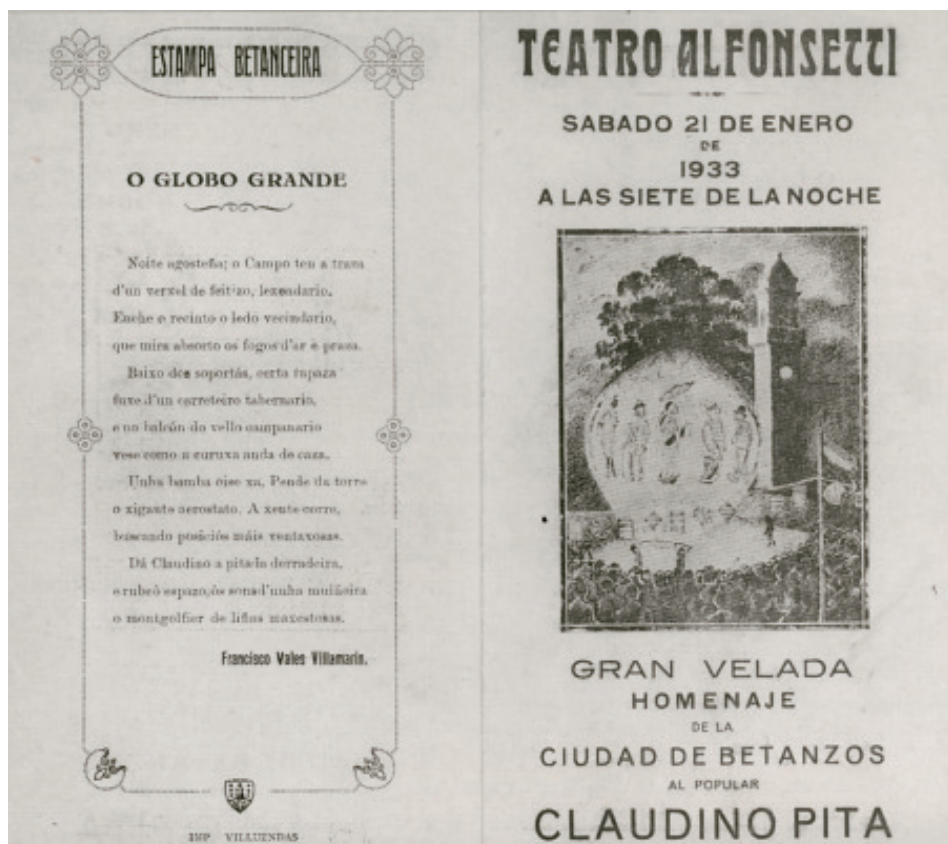 ESTAMPA BETANCEIRA
O GLOBO GRANDE
Noite agosteña; o Campo ten a traza
d'un verxel de feitizo, lexendario.
Enche o recinto o ledo vecindario,
que mira absorto os fogos d'ar e praza.
Baixo dos soportás, certa rapaza
fuxe d'un carreteiro tabernario,
e no balcón do vello campanario
vese como a curuxa anda de caza.
Unha bamba oise xa. Pende da torre
o xigante aerostato. A xente corre,
buscando posiciós máis ventaxosas.
Dá Claudino a pitada derradeira,
e rubeô espazo, ôs sons d'unha muiñeira
o montgolfier de liñas maxestosas.
Francisco Vales Villamarín.
IMP VILLUENDAS
TEATRO ALFONSETTI
SABADO 21 DE ENERO
DE
1933
A LAS SIETE DE LA NOCHE
GRAN VELADA
HOMENAJE
DE LA
CIUDAD DE BETANZOS
AL POPULAR
CLAUDINO PITA